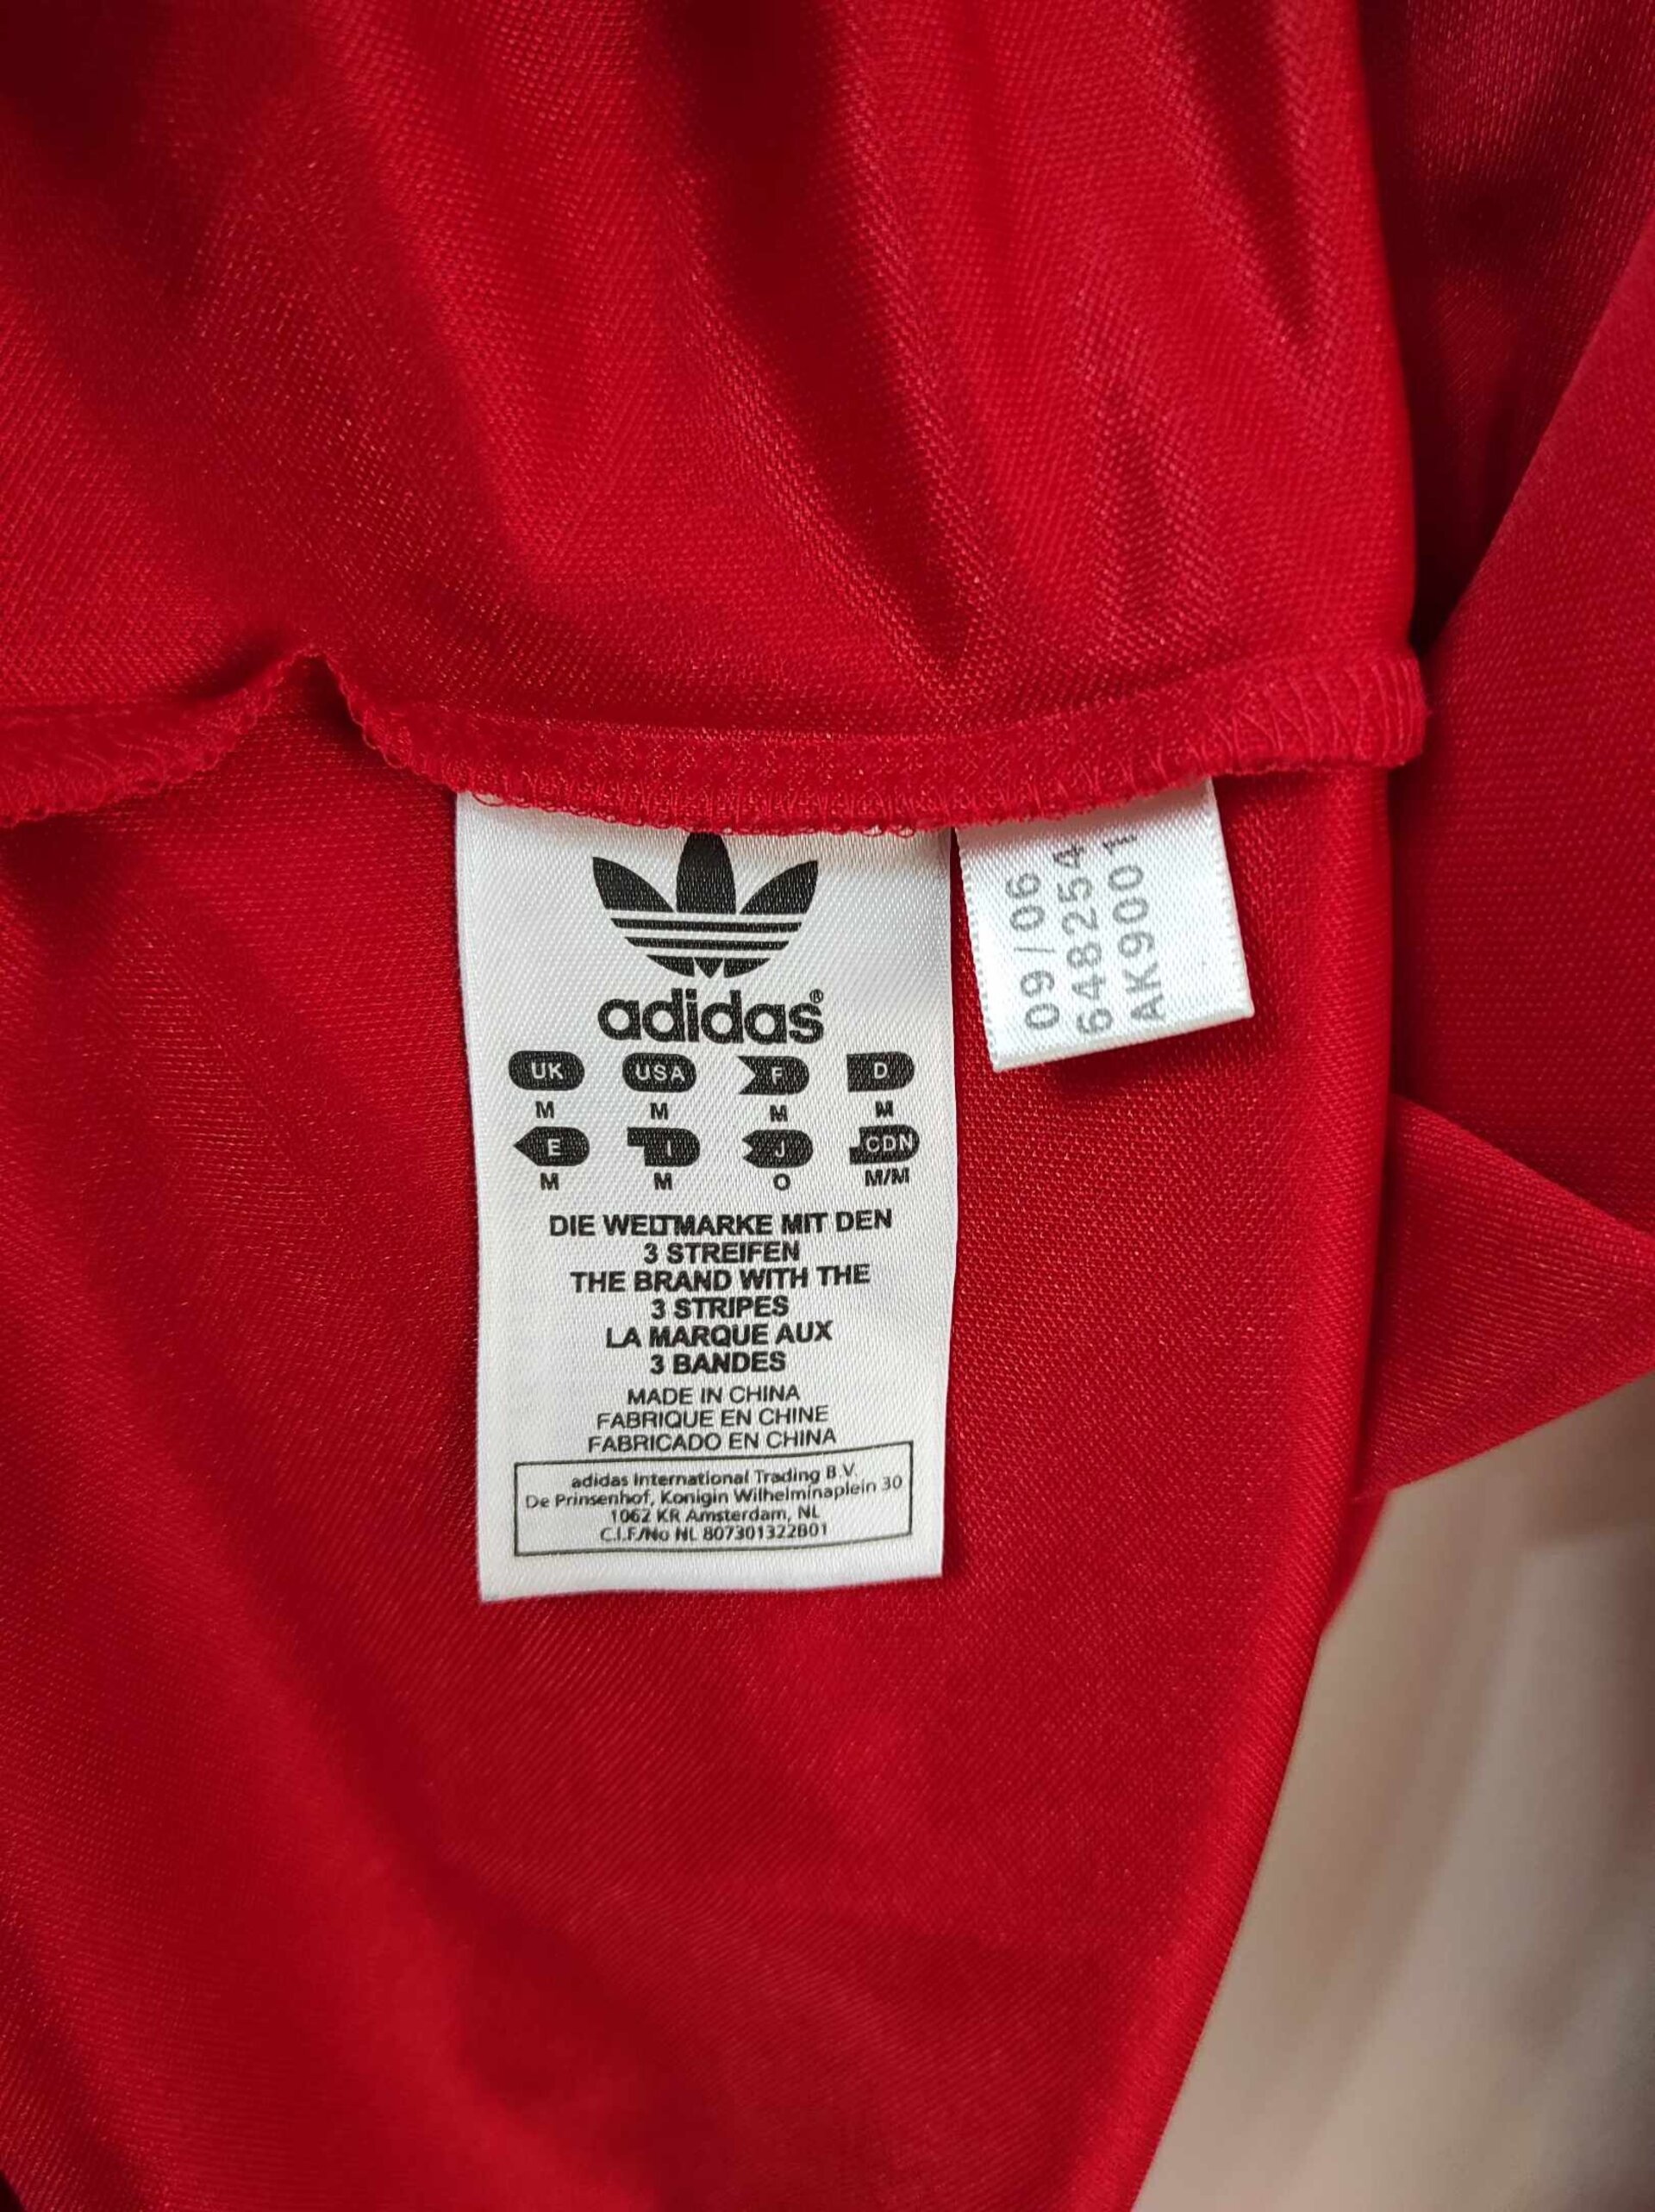 adidas®
UK USA F D
M M M M
E I J CDN
M M O M/M
DIE WELTMARKE MIT DEN
3 STREIFEN
THE BRAND WITH THE
3 STRIPES
LA MARQUE AUX
3 BANDES
MADE IN CHINA
FABRIQUE EN CHINE
FABRICADO EN CHINA
adidas International Trading B.V.
De Prinsenhof, Konigin Wilhelminaplein 30
1062 KR Amsterdam, NL
C.I.F./No NL 807301322B01
09/06
648254
AK9001